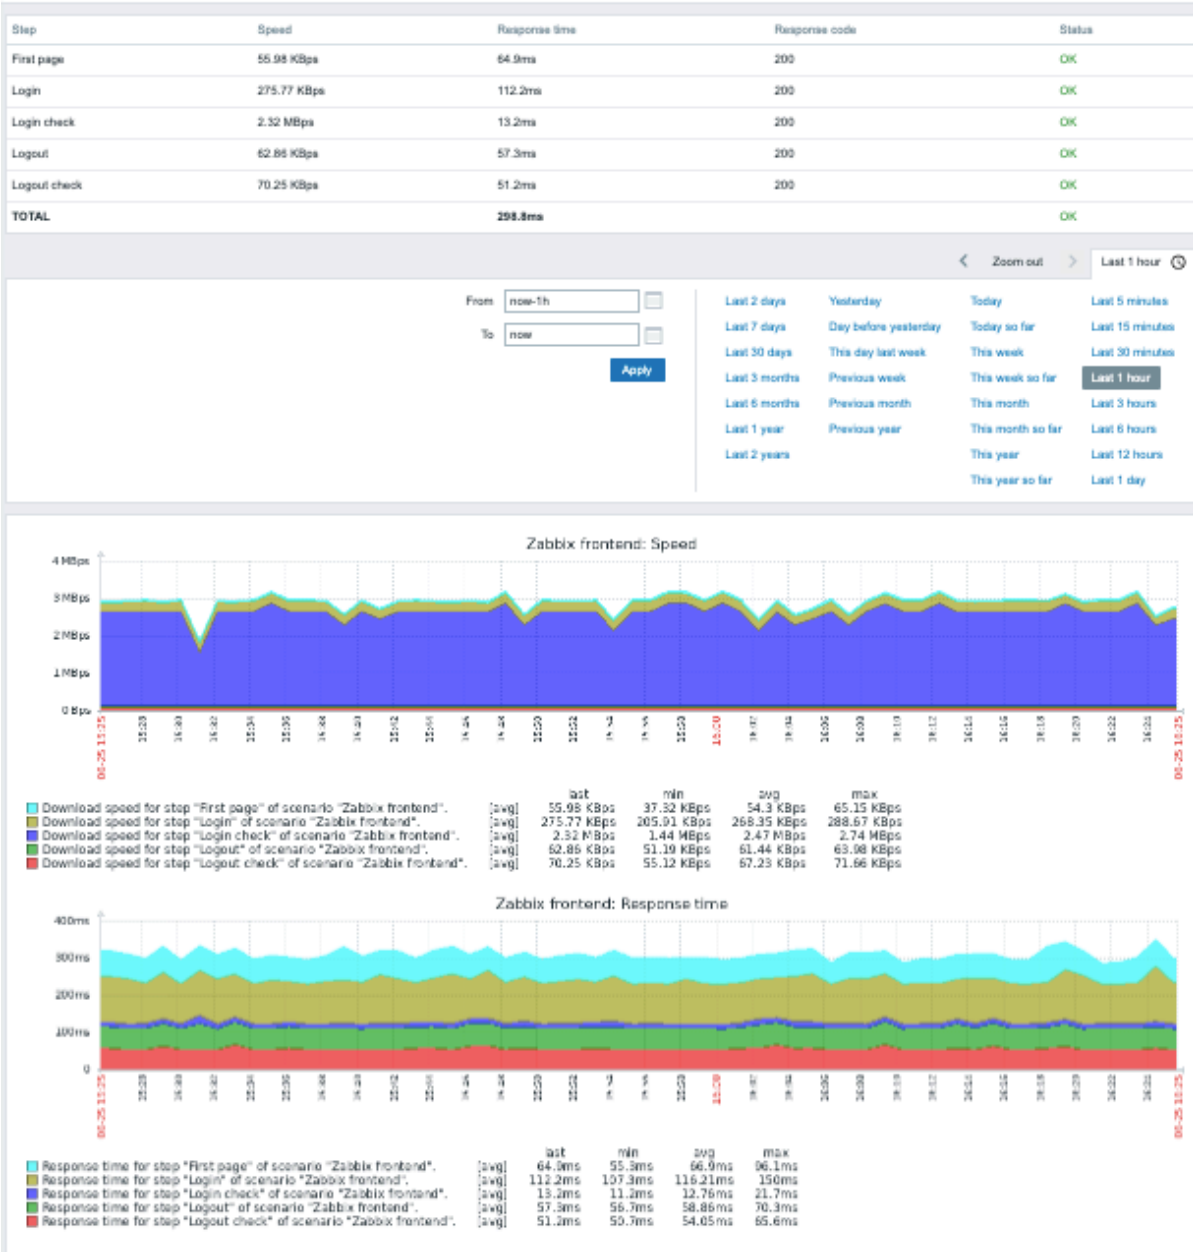 Step Speed Response time Response code Status
First page 55.98 KBps 64.9ms 200 OK
Login 275.77 KBps 112.2ms 200 OK
Login check 2.32 MBps 13.2ms 200 OK
Logout 62.86 KBps 57.3ms 200 OK
Logout check 70.25 KBps 51.2ms 200 OK
TOTAL 298.8ms OK
Zoom out Last 1 hour
From now-1h
To now
Apply
Last 2 days Yesterday Today Last 5 minutes
Last 7 days Day before yesterday Today so far Last 15 minutes
Last 30 days This day last week This week Last 30 minutes
Last 3 months Previous week This week so far Last 1 hour
Last 6 months Previous month This month Last 3 hours
Last 1 year Previous year This month so far Last 6 hours
Last 2 years This year Last 12 hours
This year so far Last 1 day
Zabbix frontend: Speed
4 MBps
3 MBps
2 MBps
1 MBps
0 Bps
last min avg max
Download speed for step "First page" of scenario "Zabbix frontend". [avg] 55.98 KBps 37.32 KBps 54.3 KBps 65.15 KBps
Download speed for step "Login" of scenario "Zabbix frontend". [avg] 275.77 KBps 205.91 KBps 268.35 KBps 288.67 KBps
Download speed for step "Login check" of scenario "Zabbix frontend". [avg] 2.32 MBps 1.44 MBps 2.47 MBps 2.74 MBps
Download speed for step "Logout" of scenario "Zabbix frontend". [avg] 62.86 KBps 51.19 KBps 61.44 KBps 63.98 KBps
Download speed for step "Logout check" of scenario "Zabbix frontend". [avg] 70.25 KBps 55.12 KBps 67.23 KBps 71.66 KBps
Zabbix frontend: Response time
400ms
300ms
200ms
100ms
0
last min avg max
Response time for step "First page" of scenario "Zabbix frontend". [avg] 64.9ms 55.3ms 66.9ms 96.1ms
Response time for step "Login" of scenario "Zabbix frontend". [avg] 112.2ms 107.3ms 116.21ms 150ms
Response time for step "Login check" of scenario "Zabbix frontend". [avg] 13.2ms 11.2ms 12.76ms 21.7ms
Response time for step "Logout" of scenario "Zabbix frontend". [avg] 57.3ms 56.7ms 58.86ms 70.3ms
Response time for step "Logout check" of scenario "Zabbix frontend". [avg] 51.2ms 50.7ms 54.05ms 65.6ms